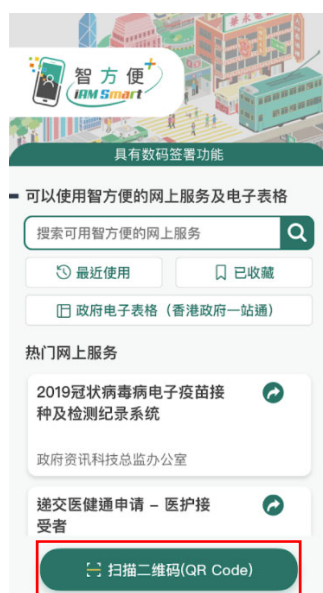 智方便+
iAM Smart
具有数码签署功能
可以使用智方便的网上服务及电子表格
搜索可用智方便的网上服务
最近使用
已收藏
政府电子表格（香港政府一站通）
热门网上服务
2019冠状病毒病电子疫苗接
种及检测纪录系统
政府资讯科技总监办公室
递交医健通申请 – 医护接
受者
扫描二维码(QR Code)